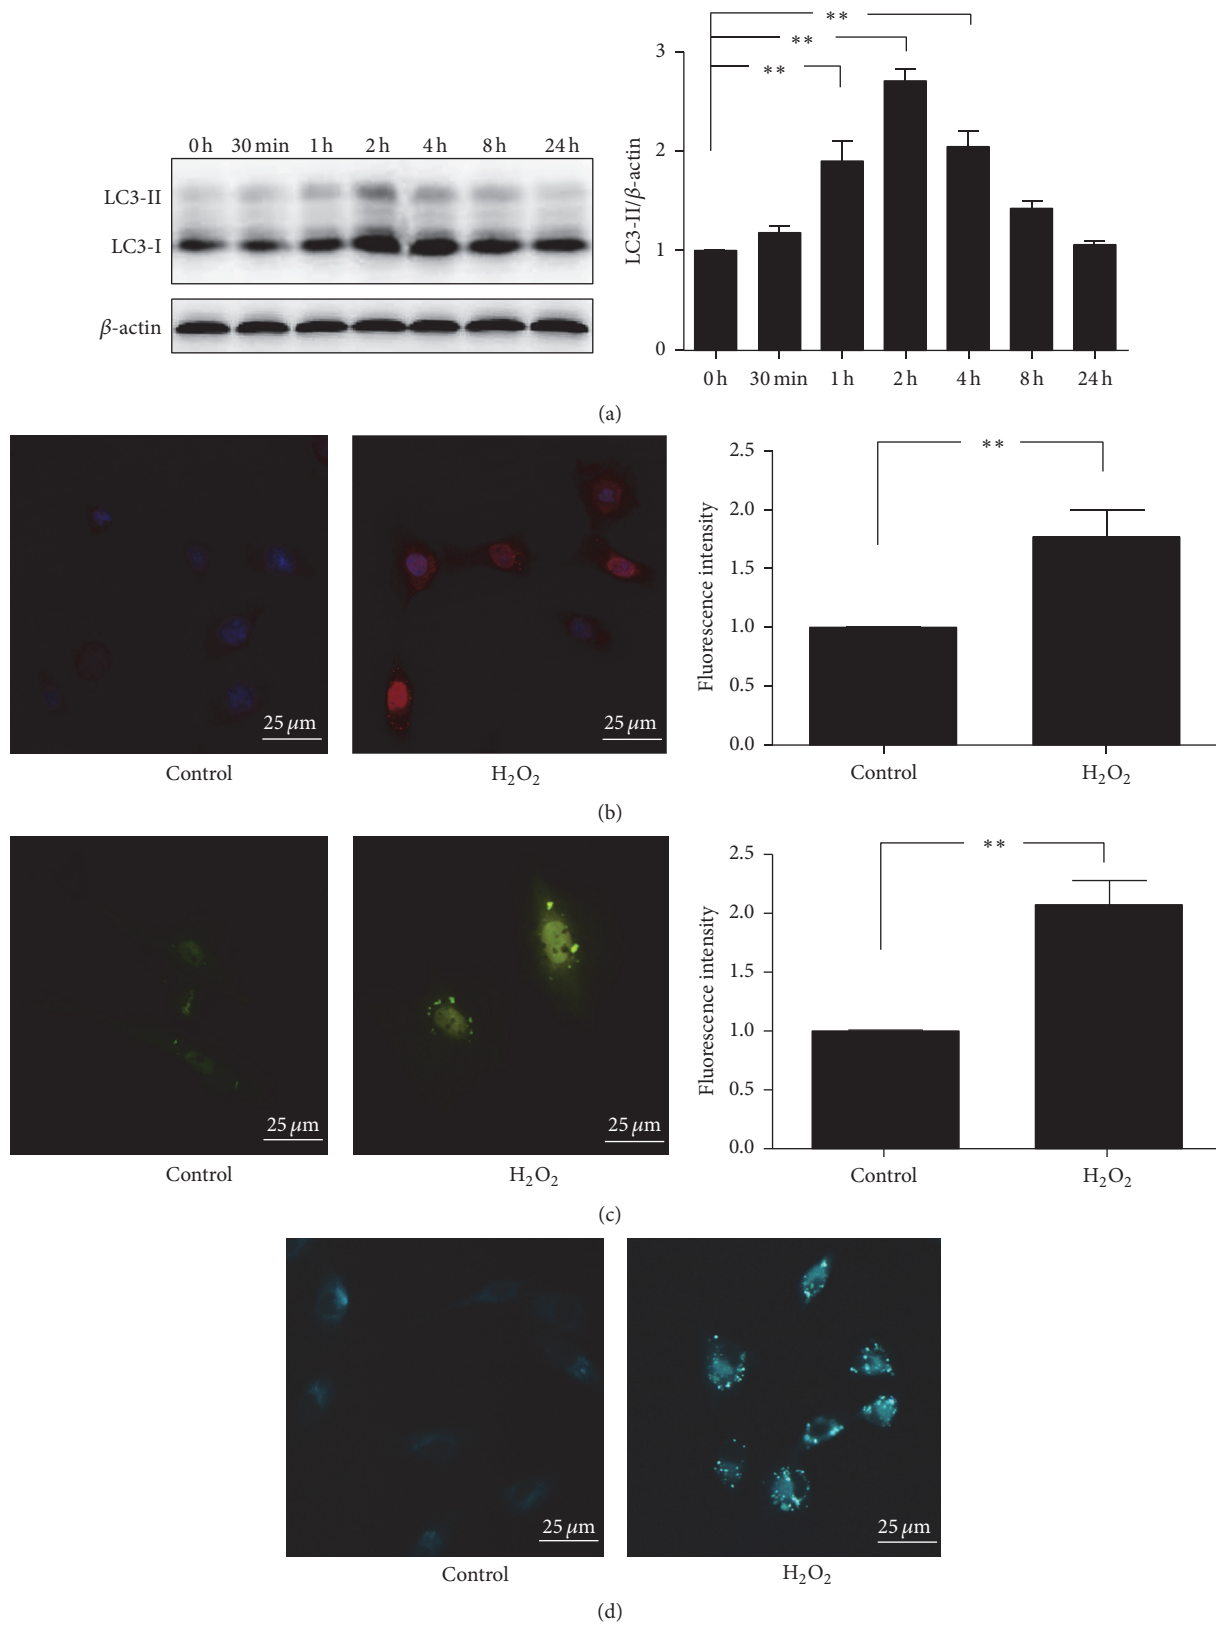 ** 
**
**
3
2
1
0
LC3-II/β-actin
0 h 30 min 1 h 2 h 4 h 8 h 24 h
LC3-II
LC3-I
β-actin
0 h 30 min 1 h 2 h 4 h 8 h 24 h
(a)
25 μm
Control
25 μm
H₂O₂
**
2.5
2.0
1.5
1.0
0.5
0.0
Fluorescence intensity
Control H₂O₂
(b)
25 μm
Control
25 μm
H₂O₂
**
2.5
2.0
1.5
1.0
0.5
0.0
Fluorescence intensity
Control H₂O₂
(c)
25 μm
Control
25 μm
H₂O₂
(d)